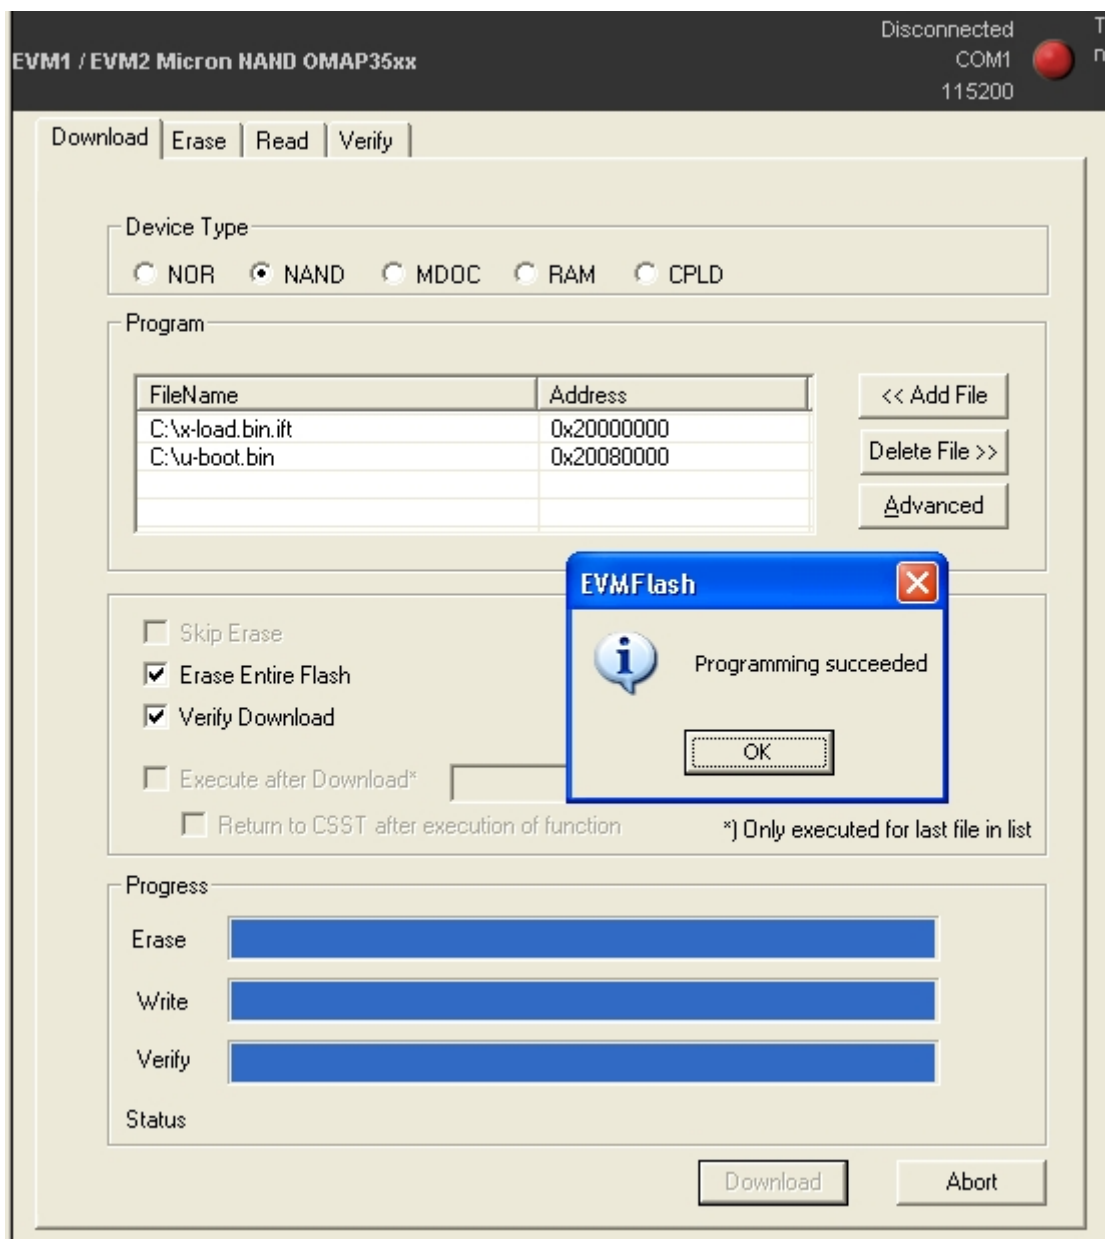 Disconnected
EVM1 / EVM2 Micron NAND OMAP35xx
COM1
115200
Download Erase Read Verify
Device Type
NOR NAND MDOC RAM CPLD
Program
FileName Address
C:\x-load.bin.ift 0x20000000
C:\u-boot.bin 0x20080000
<< Add File
Delete File >>
Advanced
EVMFlash
Programming succeeded
OK
Skip Erase
Erase Entire Flash
Verify Download
Execute after Download*
Return to CSST after execution of function
*) Only executed for last file in list
Progress
Erase
Write
Verify
Status
Download Abort